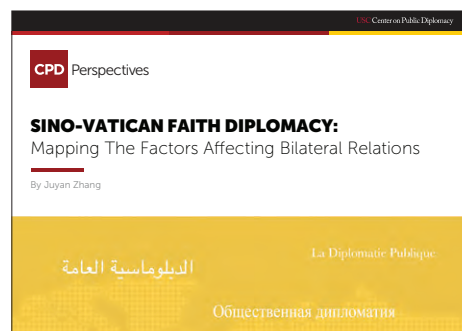 USC Center on Public Diplomacy
CPD Perspectives
SINO-VATICAN FAITH DIPLOMACY:
Mapping The Factors Affecting Bilateral Relations
By Juyan Zhang
La Diplomatie Publique
الدبلوماسية العامة
Общественная дипломатия